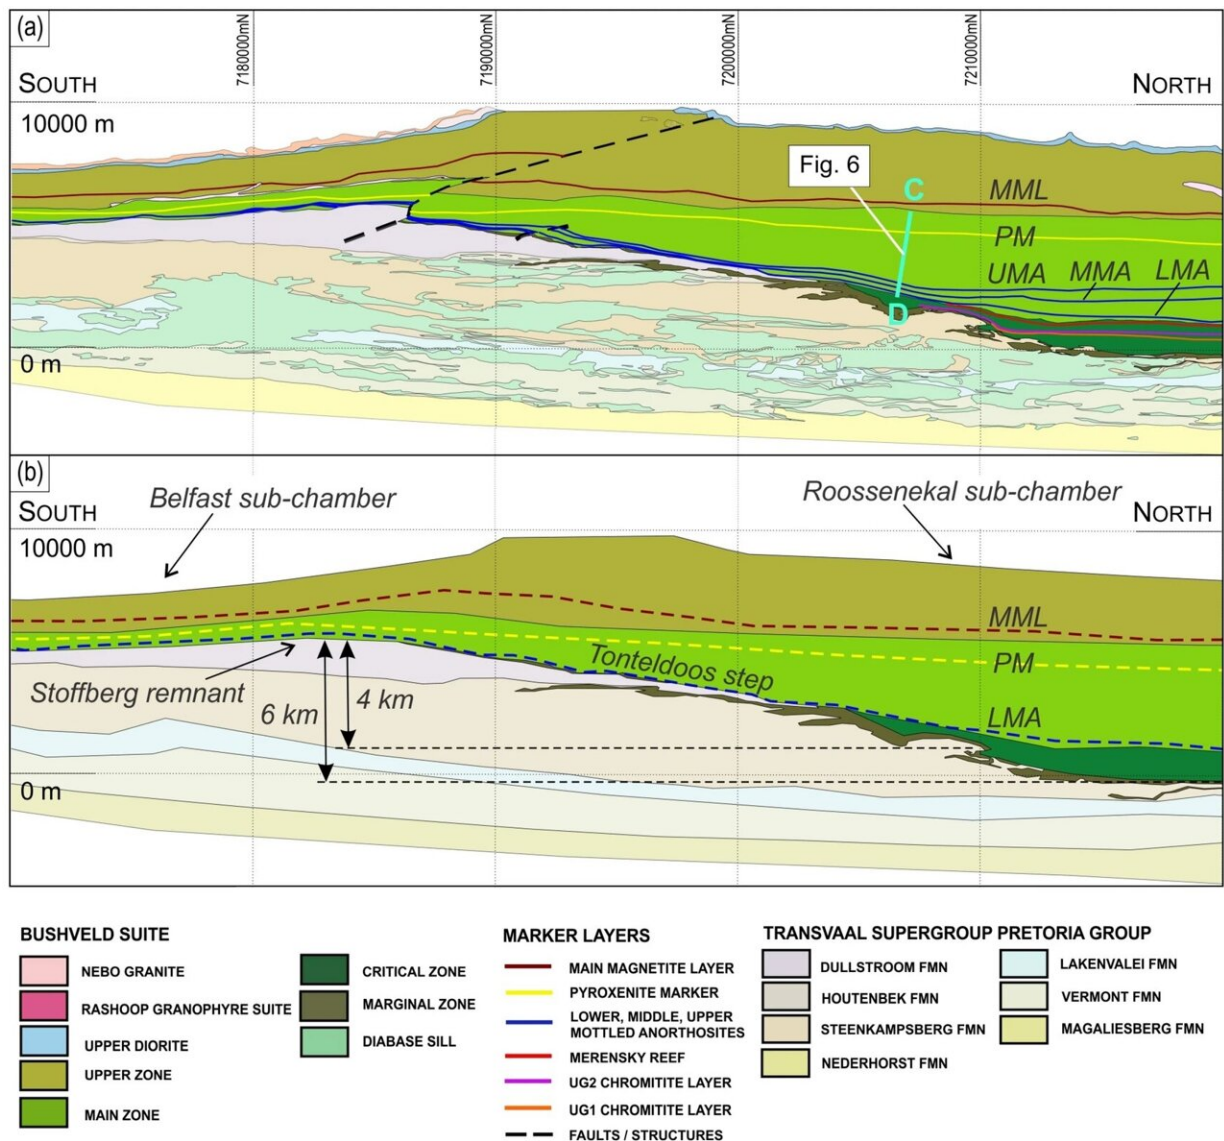 (a)
7180000mN
7190000mN
7200000mN
7210000mN
SOUTH
NORTH
10000 m
Fig. 6
C
MML
PM
UMA MMA LMA
D
0 m
(b)
Belfast sub-chamber
Roossenekal sub-chamber
SOUTH
NORTH
10000 m
MML
PM
Tonteldoos step
Stoffberg remnant
4 km
6 km
LMA
0 m
BUSHVELD SUITE
NEBO GRANITE
RASHOOP GRANOPHYRE SUITE
UPPER DIORITE
UPPER ZONE
MAIN ZONE
CRITICAL ZONE
MARGINAL ZONE
DIABASE SILL
MARKER LAYERS
MAIN MAGNETITE LAYER
PYROXENITE MARKER
LOWER, MIDDLE, UPPER
MOTTLED ANORTHOSITES
MERENSKY REEF
UG2 CHROMITITE LAYER
UG1 CHROMITITE LAYER
FAULTS / STRUCTURES
TRANSVAAL SUPERGROUP PRETORIA GROUP
DULLSTROOM FMN
HOUTENBEK FMN
STEENKAMPSBERG FMN
NEDERHORST FMN
LAKENVALEI FMN
VERMONT FMN
MAGALIESBERG FMN